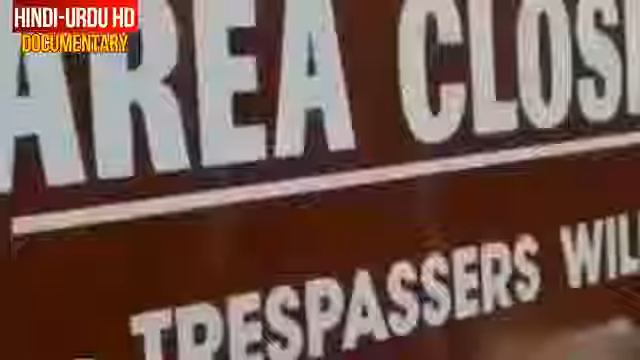 HINDI-URDU HD
DOCUMENTARY
AREA CLOS
TRESPASSERS WIL